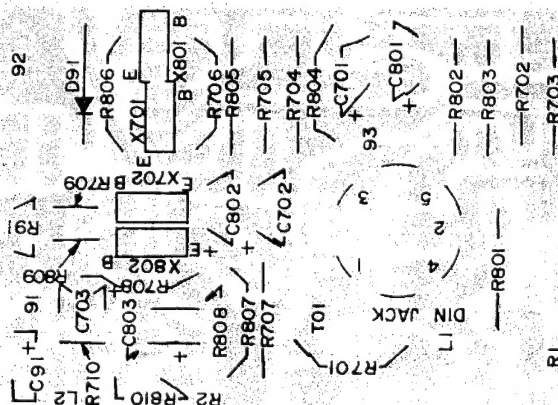 92
D91
R806
E
X701
E
B
X801
B
R706
R805
R705
R704
R804
C701
+
93
C801
+
R802
R803
R702
R703
R91
R709
R809
B
X702
E
B
X802
E
C802
+
C702
+
3
5
2
1
4
DIN JACK
L1
R801
91
C91
+
L2
R710
C703
+
R708
C803
+
R810
R2
R808
R807
R707
T01
R701
R1